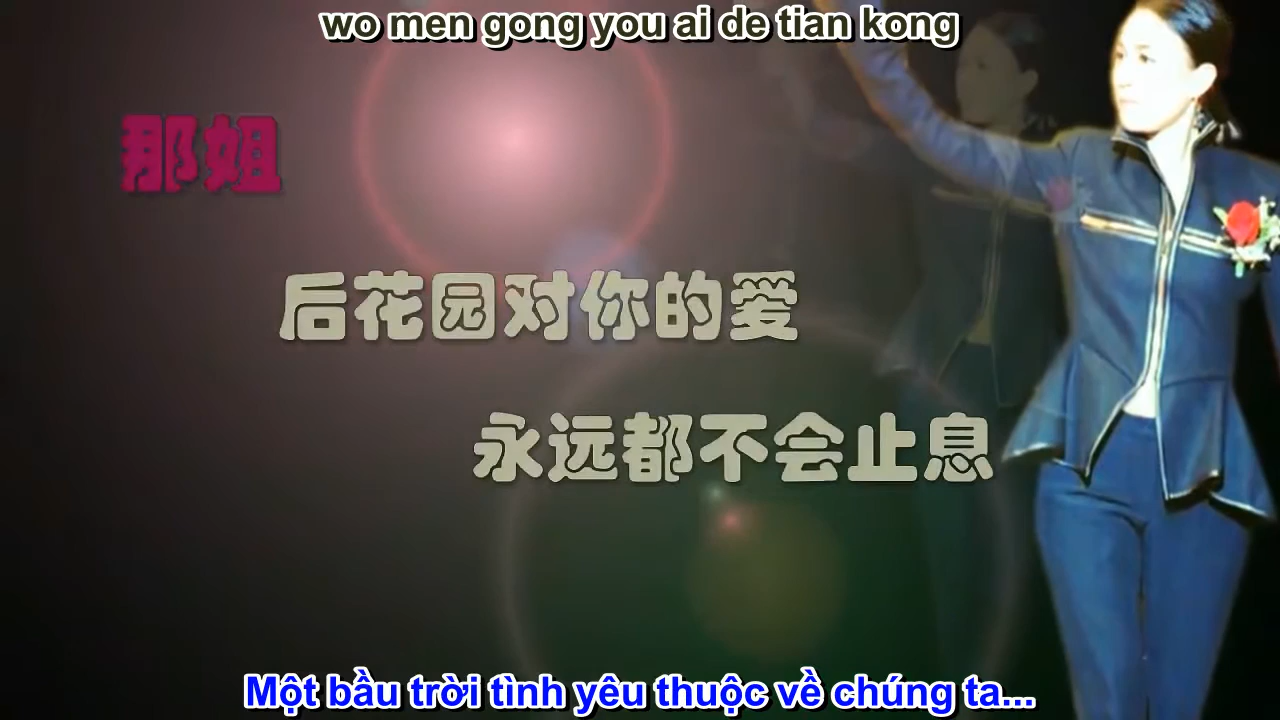 wo men gong you ai de tian kong
那姐
后花园对你的爱
永远都不会止息
Một bầu trời tình yêu thuộc về chúng ta...